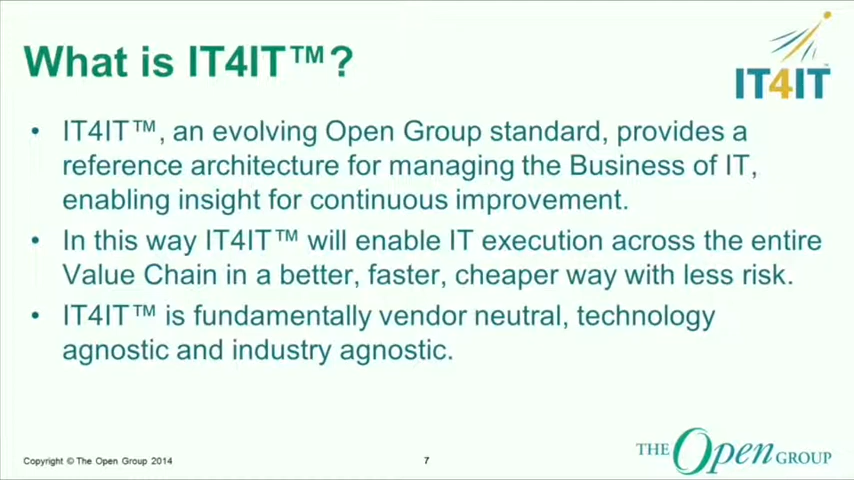 What is IT4IT™?
IT4IT
• IT4IT™, an evolving Open Group standard, provides a
reference architecture for managing the Business of IT,
enabling insight for continuous improvement.
• In this way IT4IT™ will enable IT execution across the entire
Value Chain in a better, faster, cheaper way with less risk.
• IT4IT™ is fundamentally vendor neutral, technology
agnostic and industry agnostic.
Copyright © The Open Group 2014
7
THE Open GROUP